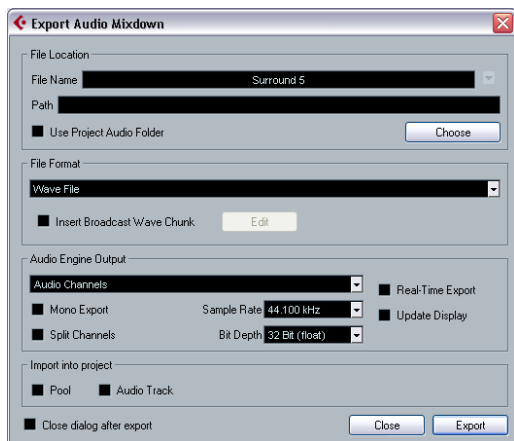 Export Audio Mixdown
File Location
File Name Surround 5
Path
Use Project Audio Folder Choose
File Format
Wave File
Insert Broadcast Wave Chunk Edit
Audio Engine Output
Audio Channels
Real-Time Export
Mono Export Sample Rate 44.100 kHz
Update Display
Split Channels Bit Depth 32 Bit (float)
Import into project
Pool Audio Track
Close dialog after export Close Export